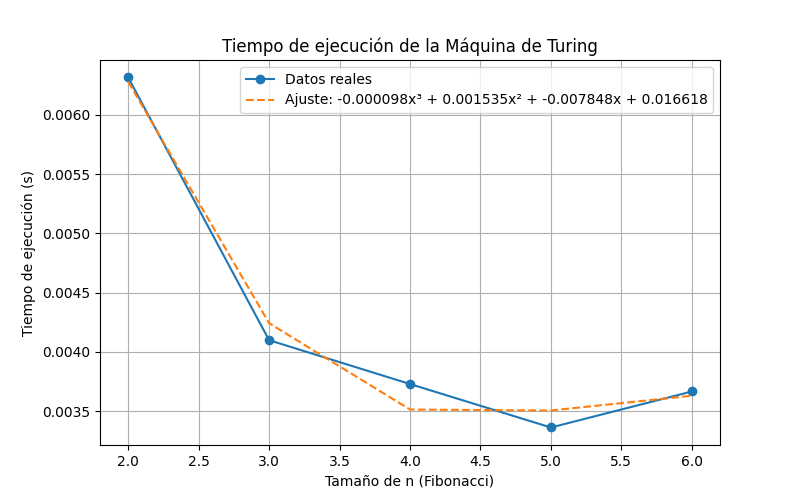 Tiempo de ejecución de la Máquina de Turing
Datos reales
Ajuste: -0.000098x³ + 0.001535x² + -0.007848x + 0.016618
Tiempo de ejecución (s)
0.0060
0.0055
0.0050
0.0045
0.0040
0.0035
2.0 2.5 3.0 3.5 4.0 4.5 5.0 5.5 6.0
Tamaño de n (Fibonacci)